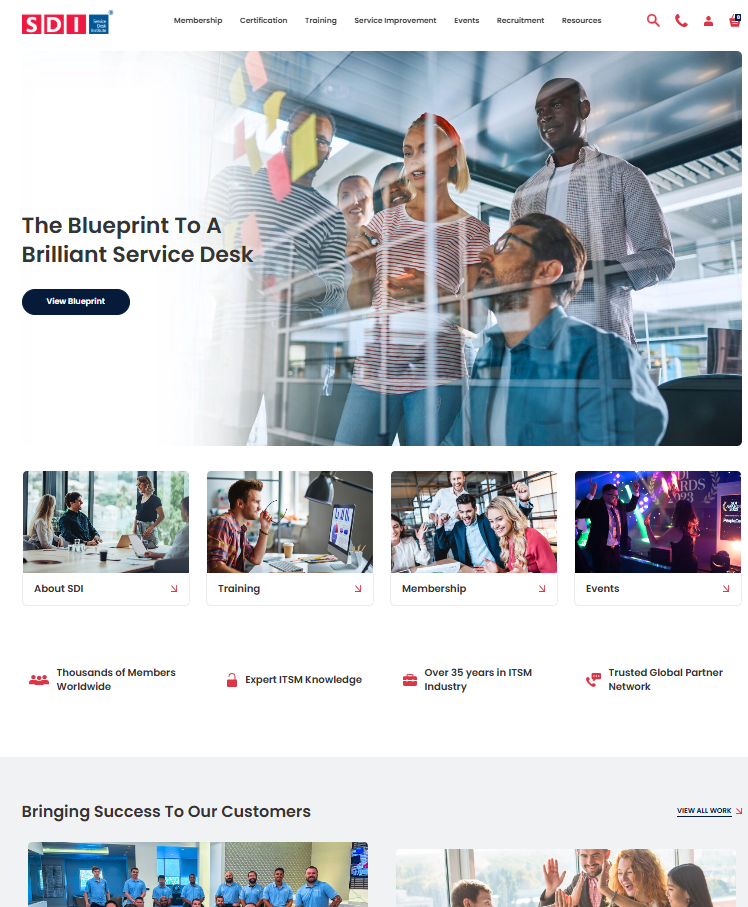 SDI
Service
Desk
Institute
®
Membership
Certification
Training
Service Improvement
Events
Recruitment
Resources
0
The Blueprint To A
Brilliant Service Desk
View Blueprint
2023
About SDI
Training
Membership
Events
Thousands of Members
Worldwide
Expert ITSM Knowledge
Over 35 years in ITSM
Industry
Trusted Global Partner
Network
Bringing Success To Our Customers
VIEW ALL WORK